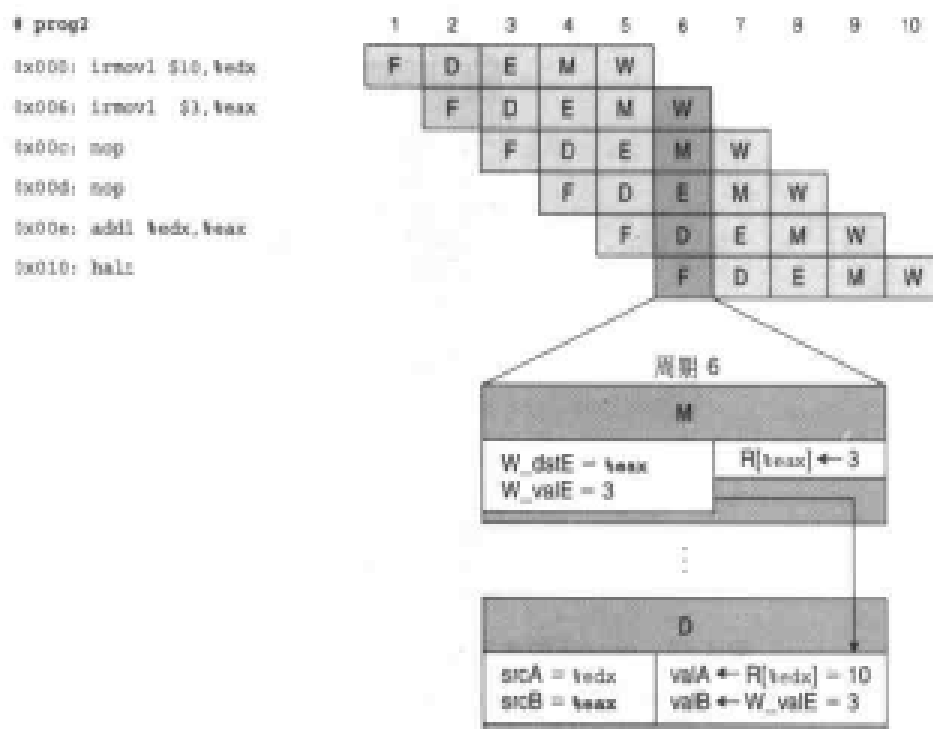 # prog2
1 2 3 4 5 6 7 8 9 10
0x000: irmovl $10,%edx F D E M W
0x006: irmovl $3,%eax F D E M W
0x00c: nop F D E M W
0x00d: nop F D E M W
0x00e: addl %edx,%eax F D E M W
0x010: halt F D E M W
周期 6
M
W_dstE = %eax
W_valE = 3
R[%eax] ← 3
D
srcA = %edx
srcB = %eax
valA ← R[%edx] = 10
valB ← W_valE = 3